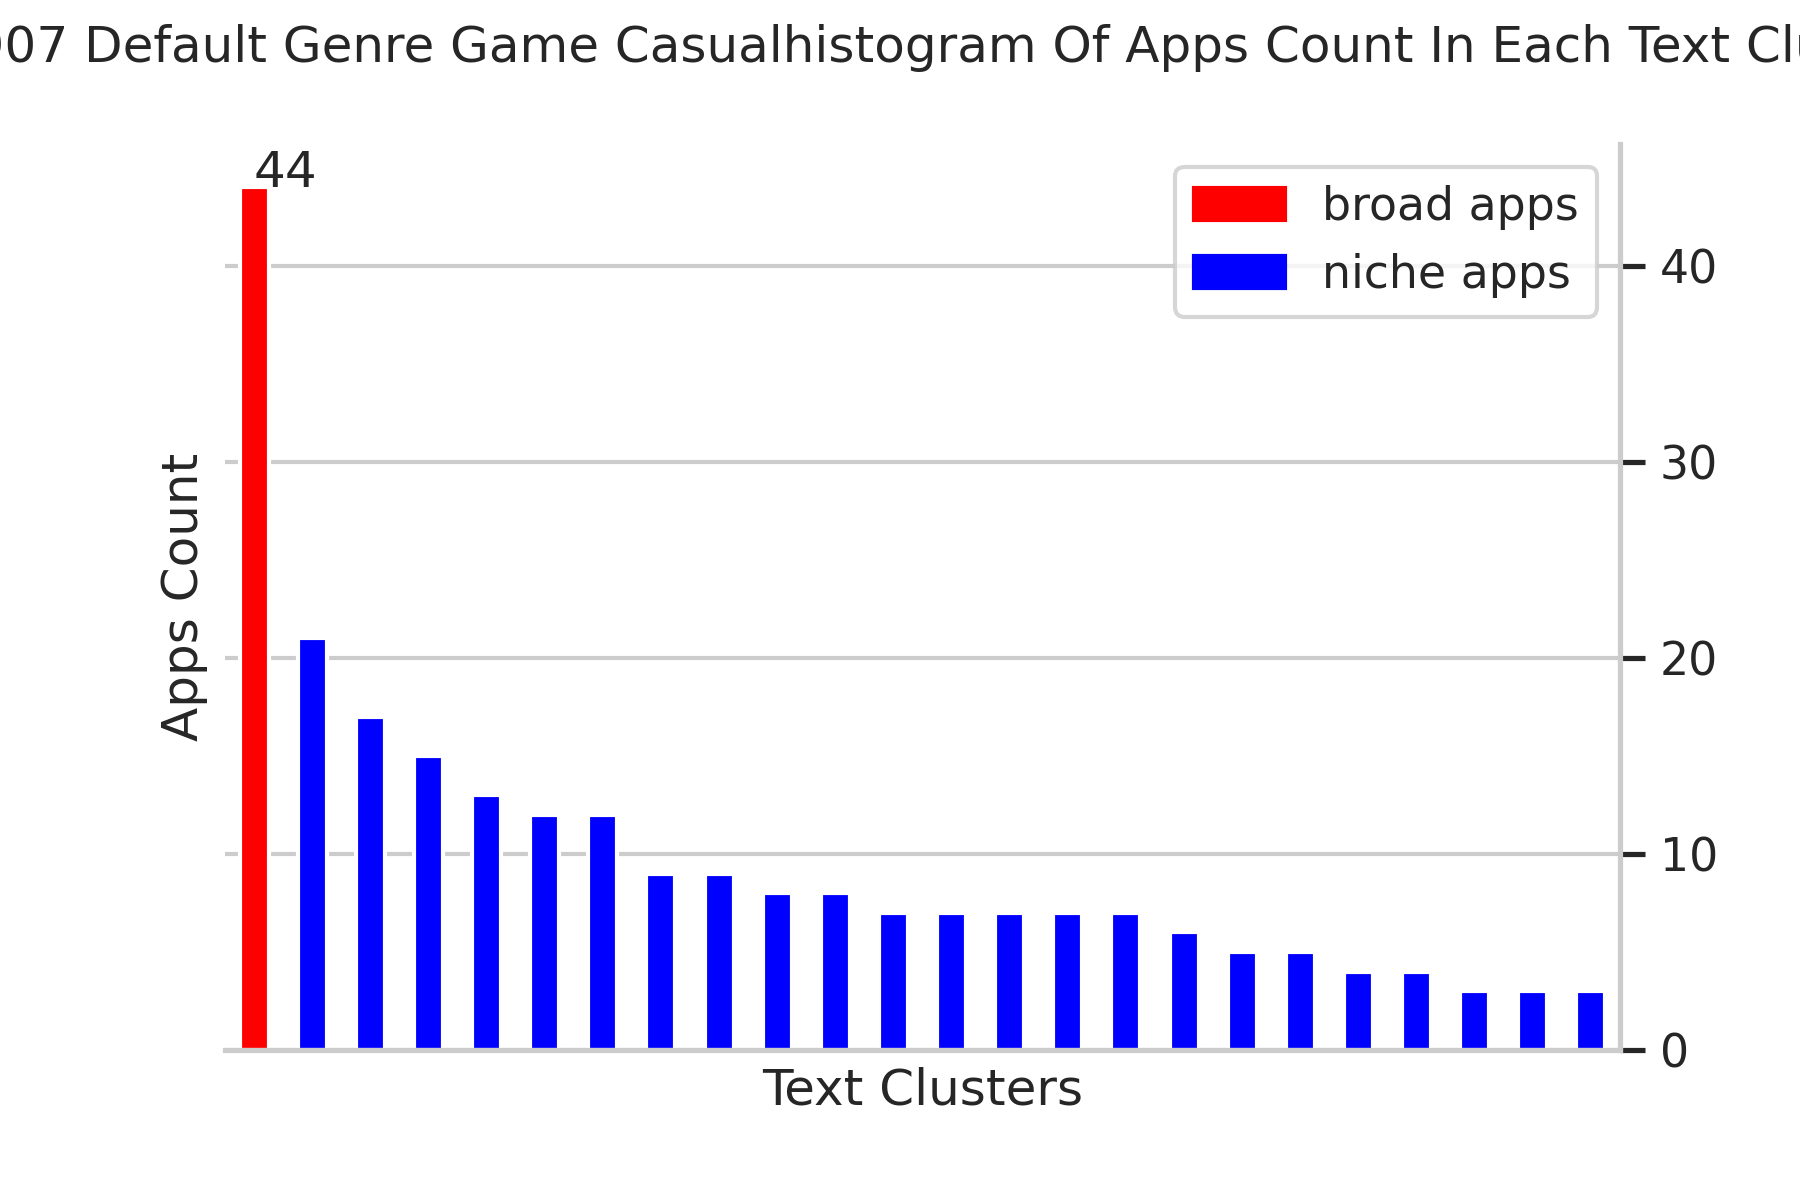 07 Default Genre Game Casualhistogram Of Apps Count In Each Text
44
broad apps
niche apps
40
30
20
10
0
Apps Count
Text Clusters